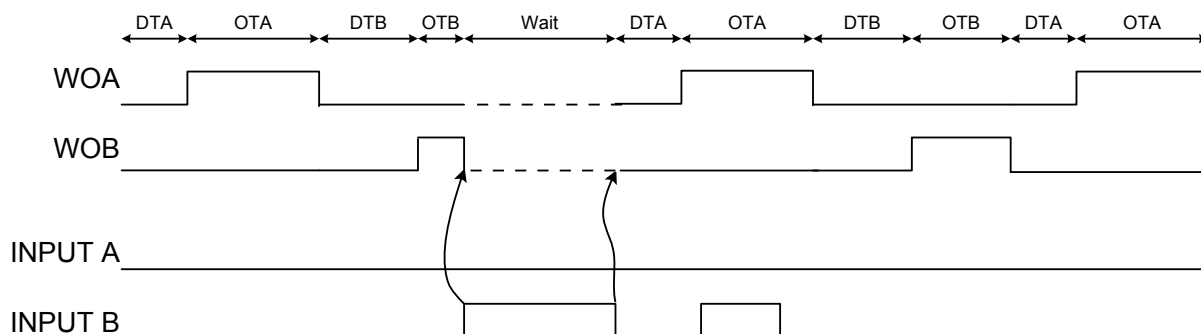 DTA OTA DTB OTB Wait DTA OTA DTB OTB DTA OTA
WOA
WOB
INPUT A
INPUT B